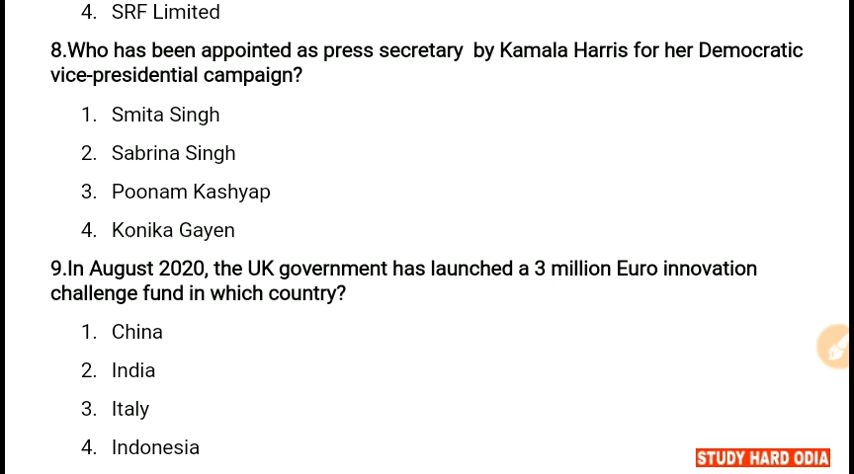 4. SRF Limited
8.Who has been appointed as press secretary by Kamala Harris for her Democratic
vice-presidential campaign?
1. Smita Singh
2. Sabrina Singh
3. Poonam Kashyap
4. Konika Gayen
9.In August 2020, the UK government has launched a 3 million Euro innovation
challenge fund in which country?
1. China
2. India
3. Italy
4. Indonesia
STUDY HARD ODIA